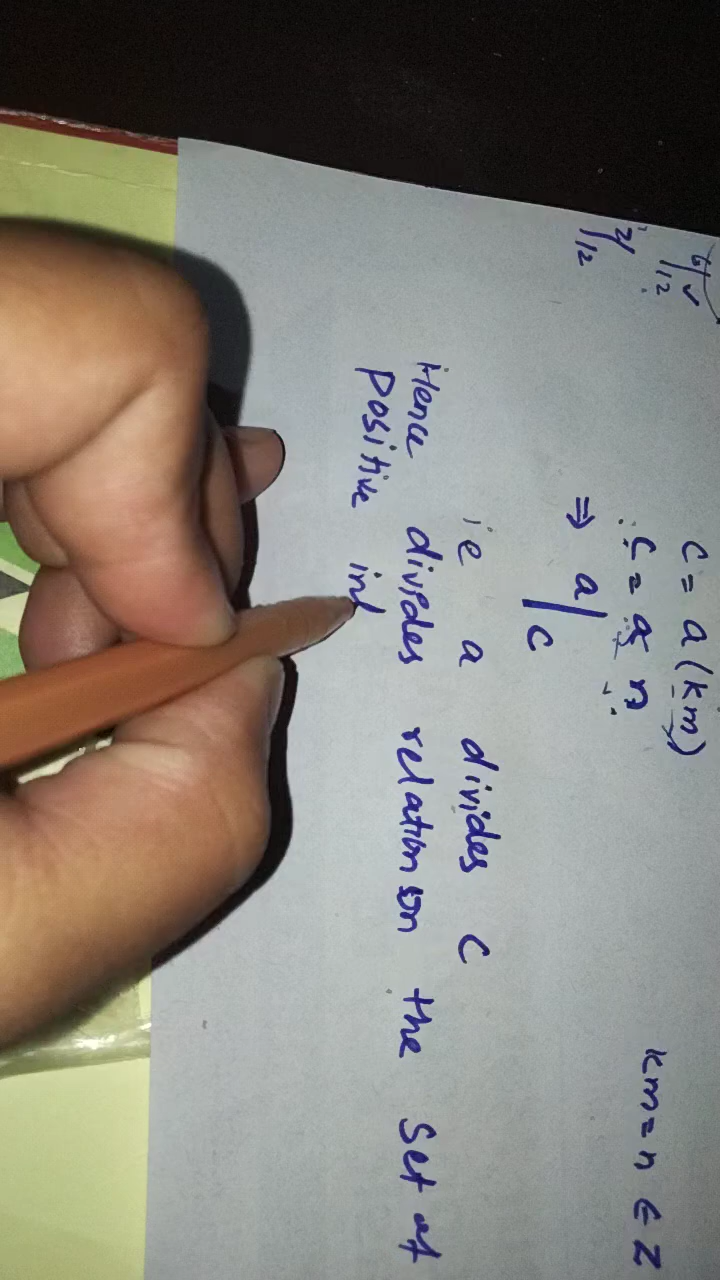 6/12 ✓
2/12
c = a(km)
c = a n
km = n ∈ Z
⇒ a/c
ie a divides c
Hence divides relation on the set of
positive int